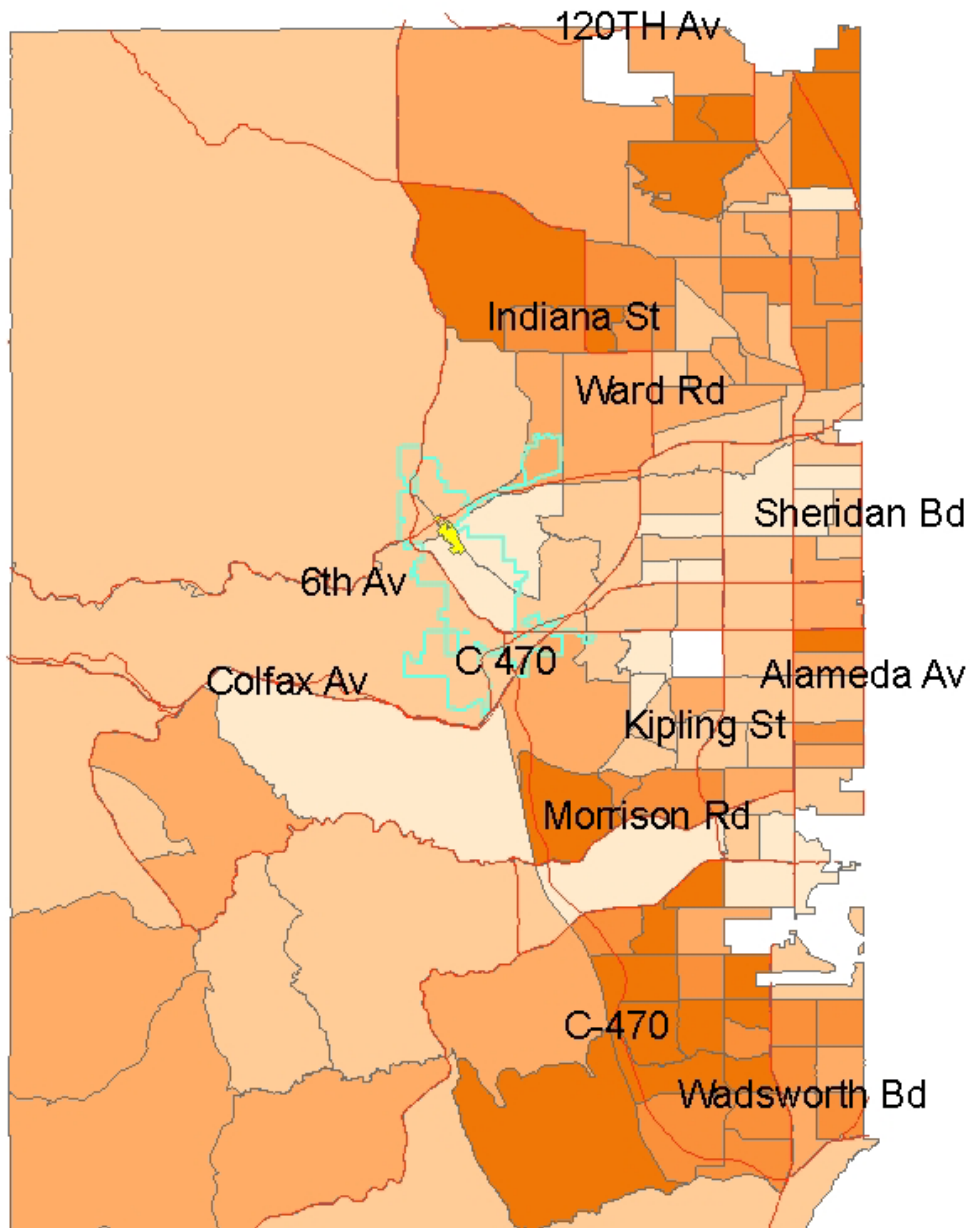 120TH Av
Indiana St
Ward Rd
Sheridan Bd
6th Av
C 470
Colfax Av
Alameda Av
Kipling St
Morrison Rd
C-470
Wadsworth Bd